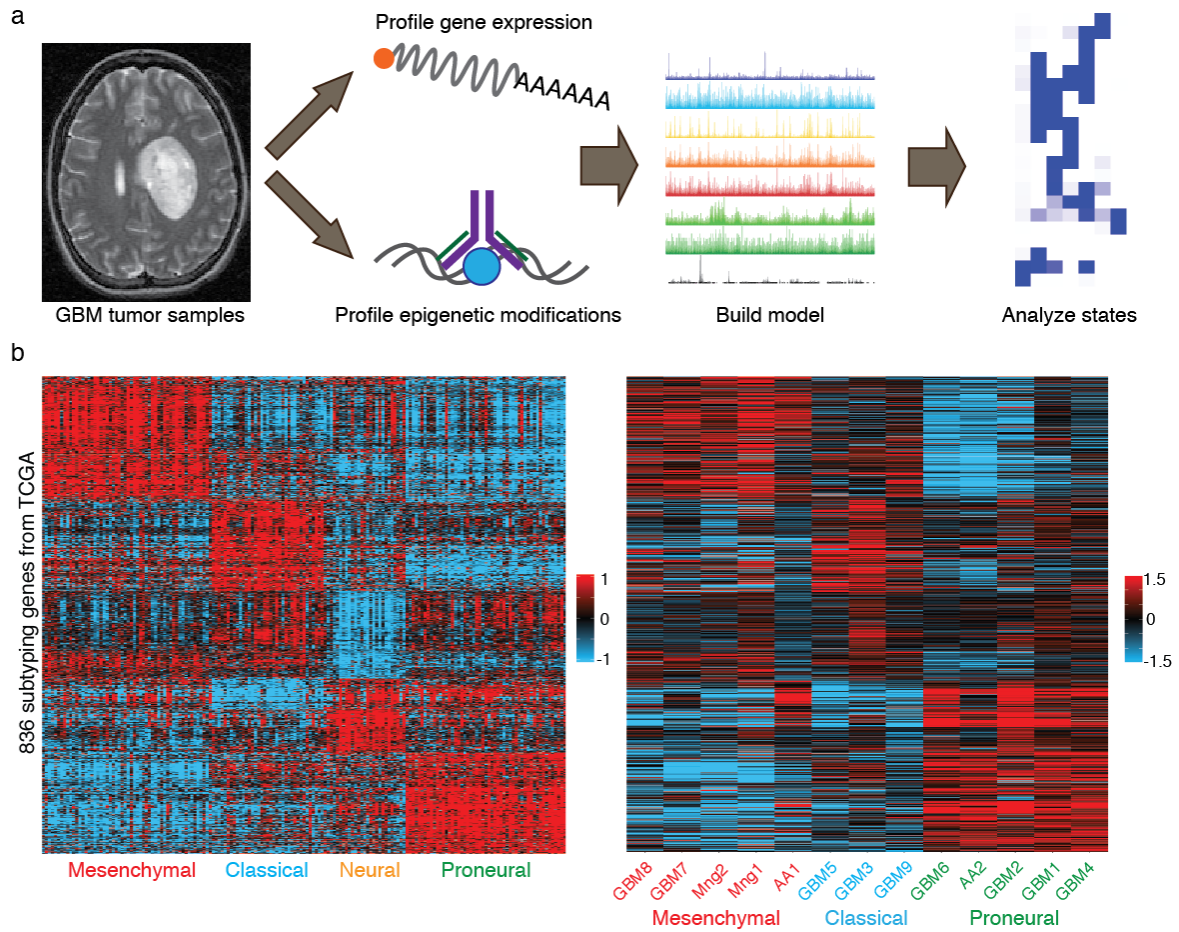 a
Profile gene expression
AAAAAA
GBM tumor samples
Profile epigenetic modifications
Build model
Analyze states
b
836 subtyping genes from TCGA
1
0
-1
1.5
0
-1.5
Mesenchymal
Classical
Neural
Proneural
GBM8
GBM7
Mng2
Mng1
AA1
GBM5
GBM3
GBM9
GBM6
AA2
GBM2
GBM1
GBM4
Mesenchymal
Classical
Proneural